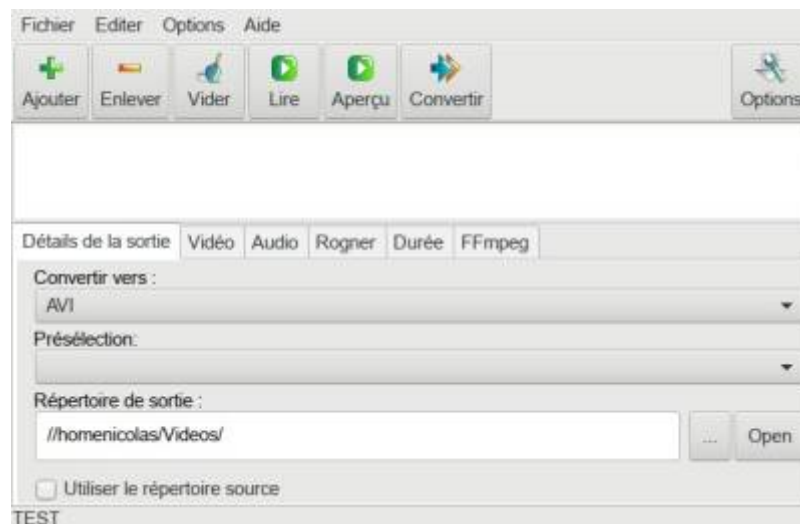 Fichier Editer Options Aide
Ajouter Enlever Vider Lire Aperçu Convertir Options
Détails de la sortie Vidéo Audio Rogner Durée FFmpeg
Convertir vers :
AVI
Présélection:
Répertoire de sortie :
//homenicolas/Videos/ ... Open
Utiliser le répertoire source
TEST